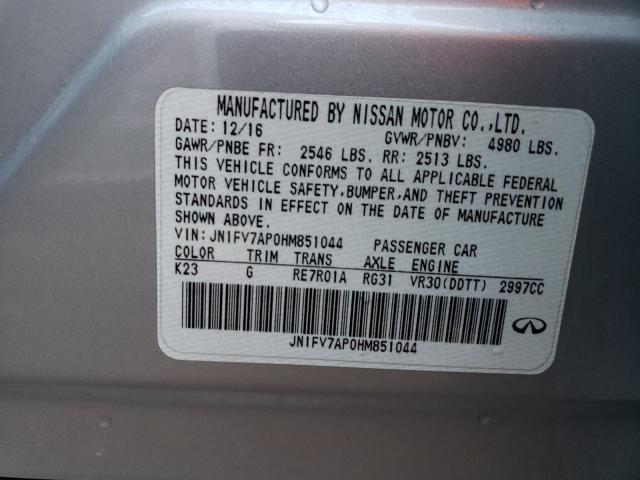 MANUFACTURED BY NISSAN MOTOR CO.,LTD.
DATE: 12/16 GVWR/PNBV: 4980 LBS.
GAWR/PNBE FR: 2546 LBS. RR: 2513 LBS.
THIS VEHICLE CONFORMS TO ALL APPLICABLE FEDERAL
MOTOR VEHICLE SAFETY,BUMPER,AND THEFT PREVENTION
STANDARDS IN EFFECT ON THE DATE OF MANUFACTURE
SHOWN ABOVE.
VIN: JN1FV7AP0HM851044 PASSENGER CAR
COLOR TRIM TRANS AXLE ENGINE
K23 G RE7R01A RG31 VR30(DDTT) 2997CC
JN1FV7AP0HM851044